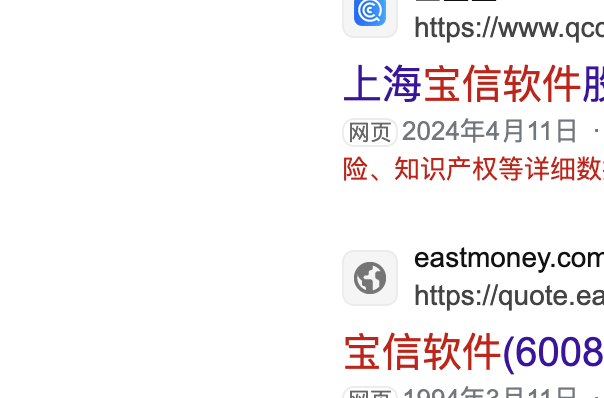 https://www.qcc
上海宝信软件股
网页 2024年4月11日 ·
险、知识产权等详细数
eastmoney.com
https://quote.ea
宝信软件(6008
网页 1994年3月11日 ·